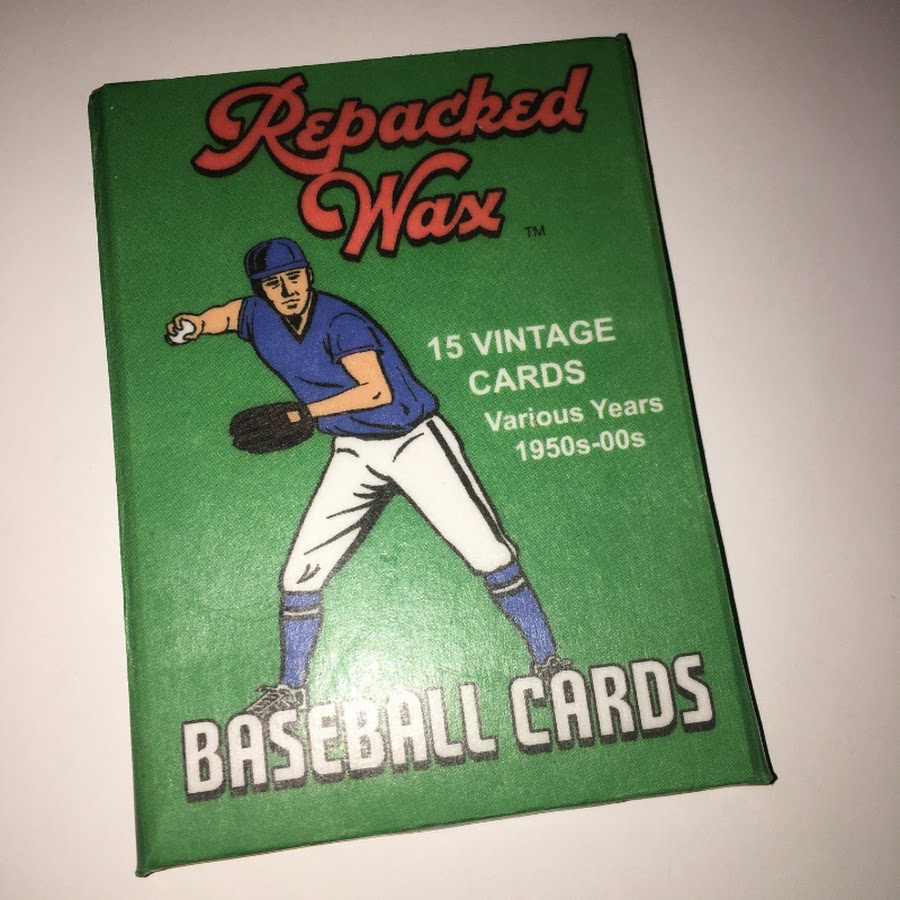 Repacked
Wax ™
15 VINTAGE
CARDS
Various Years
1950s-00s
BASEBALL CARDS